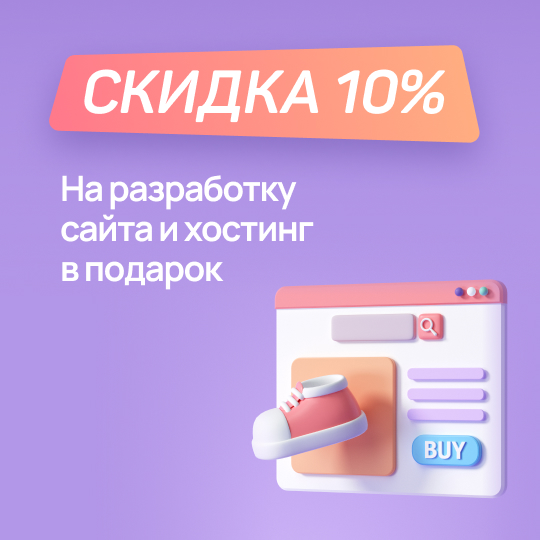 СКИДКА 10%
На разработку
сайта и хостинг
в подарок
BUY